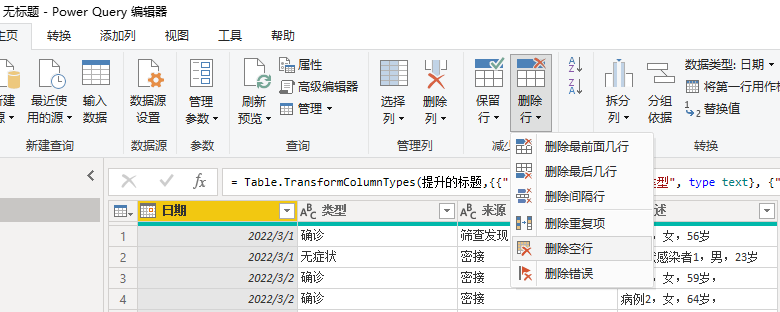 无标题 - Power Query 编辑器
主页 转换 添加列 视图 工具 帮助
新建源 最近使用的源 输入数据 数据源设置 管理参数 刷新预览 属性 高级编辑器 管理 选择列 删除列 保留行 删除行 拆分列 分组依据 数据类型: 日期 将第一行用作标 替换值
新建查询 数据源 参数 查询 管理列 减少 转换
= Table.TransformColumnTypes(提升的标题,{{" 类型", type text}, {"
日期 类型 来源 述
1 2022/3/1 确诊 筛查发现 ，女，56岁
2 2022/3/1 无症状 密接 感染者1，男，23岁
3 2022/3/2 确诊 密接 ，女，59岁，
4 2022/3/2 确诊 密接 病例2，女，64岁，
删除最前面几行
删除最后几行
删除间隔行
删除重复项
删除空行
删除错误